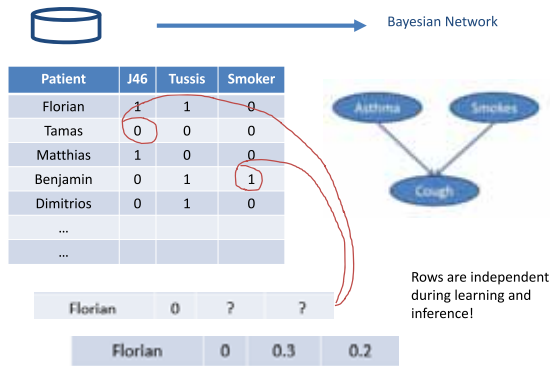 Bayesian Network
Patient J46 Tussis Smoker
Florian 1 1 0
Tamas 0 0 0
Matthias 1 0 0
Benjamin 0 1 1
Dimitrios 0 1 0
...
...
Asthma Smokes
Cough
Rows are independent
during learning and
inference!
Florian 0 ? ?
Florian 0 0.3 0.2